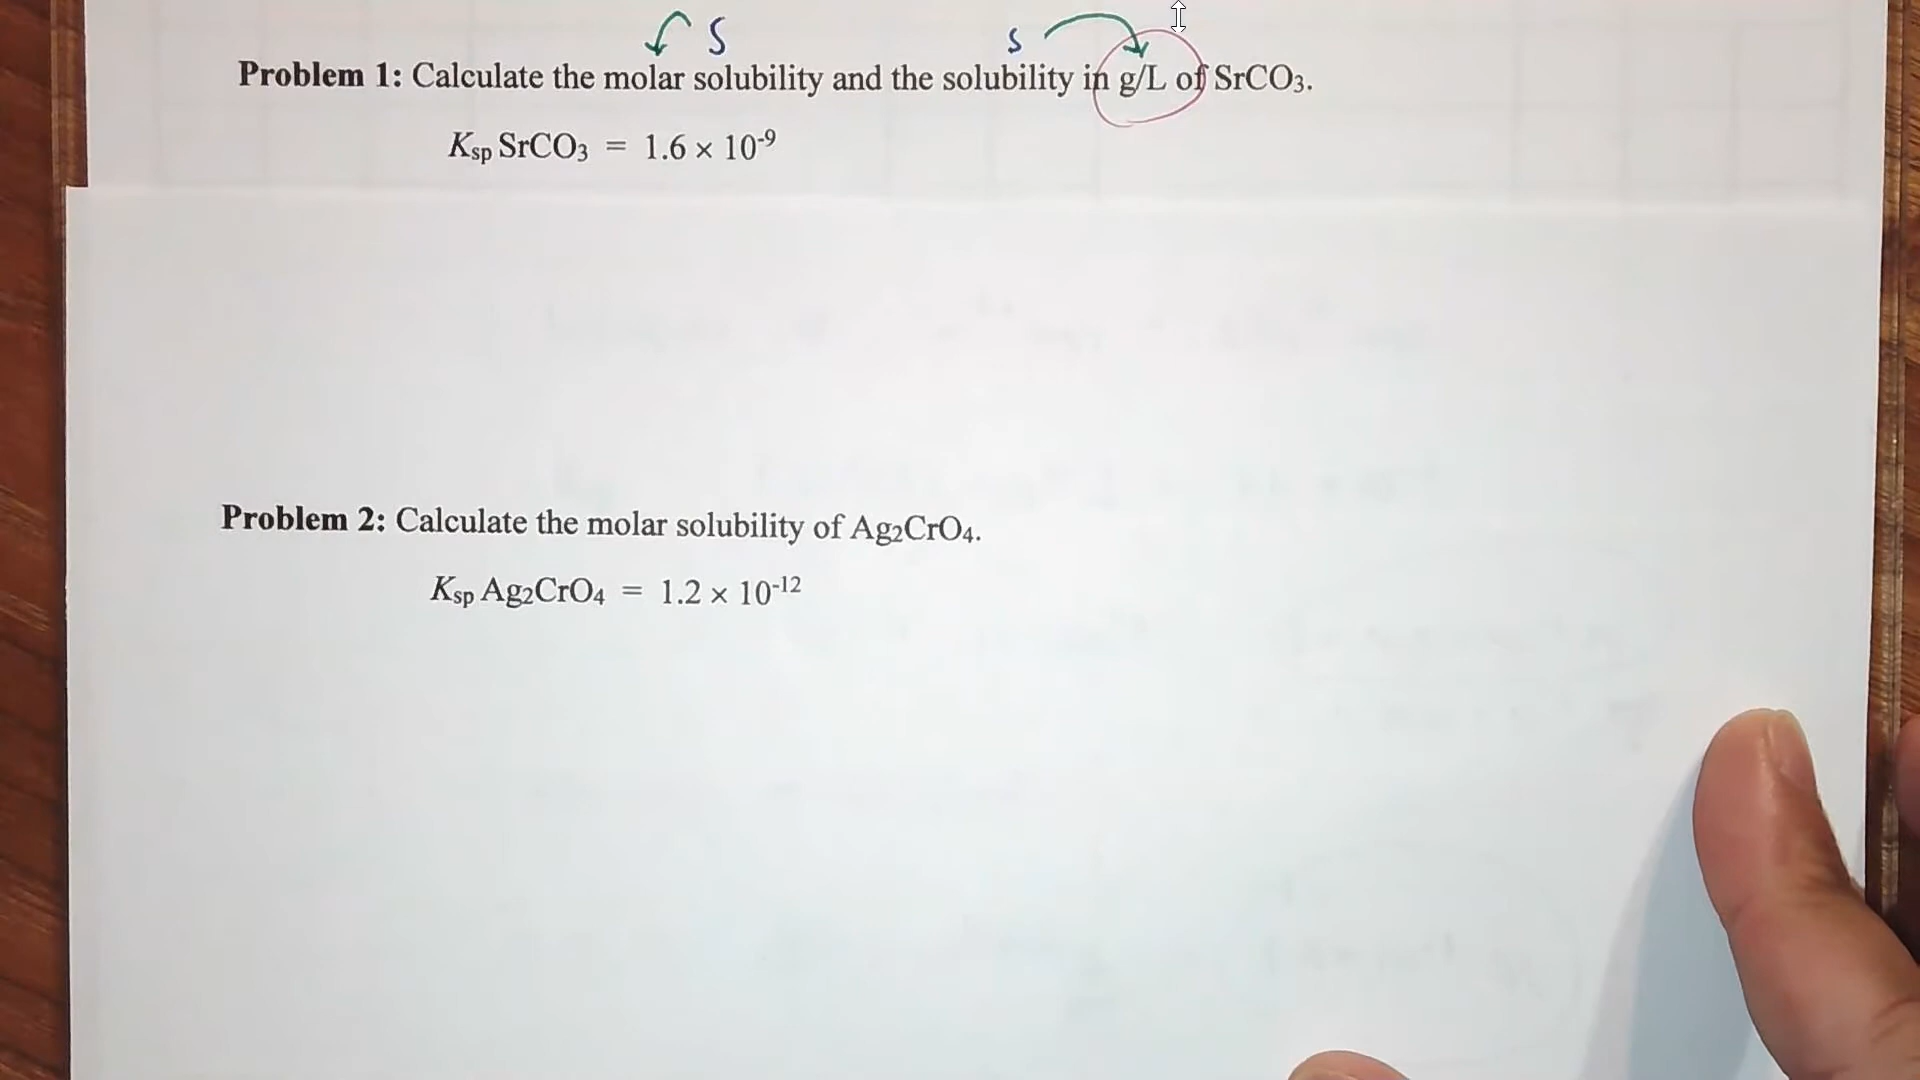 S S
Problem 1: Calculate the molar solubility and the solubility in g/L of SrCO₃.
Ksp SrCO₃ = 1.6 × 10⁻⁹
Problem 2: Calculate the molar solubility of Ag₂CrO₄.
Ksp Ag₂CrO₄ = 1.2 × 10⁻¹²